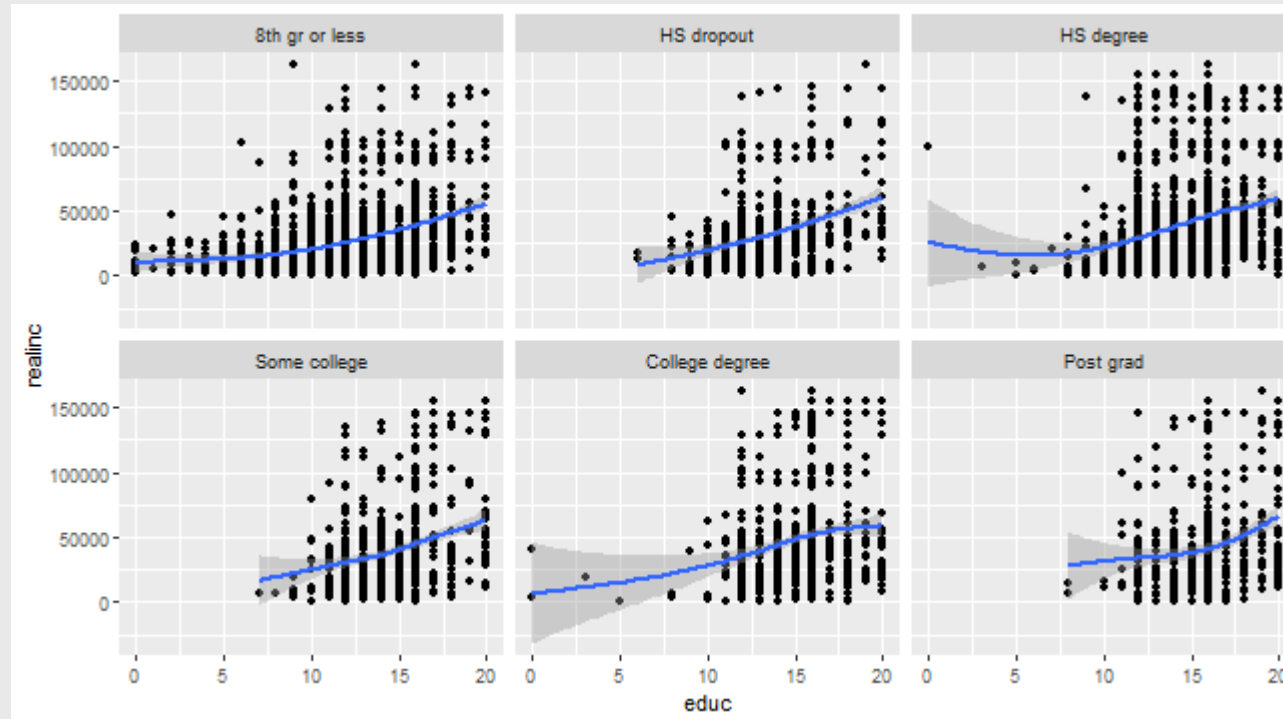 8th gr or less
HS dropout
HS degree
150000
100000
50000
0
Some college
College degree
Post grad
150000
100000
50000
0
0 5 10 15 20
0 5 10 15 20
0 5 10 15 20
realinc
educ